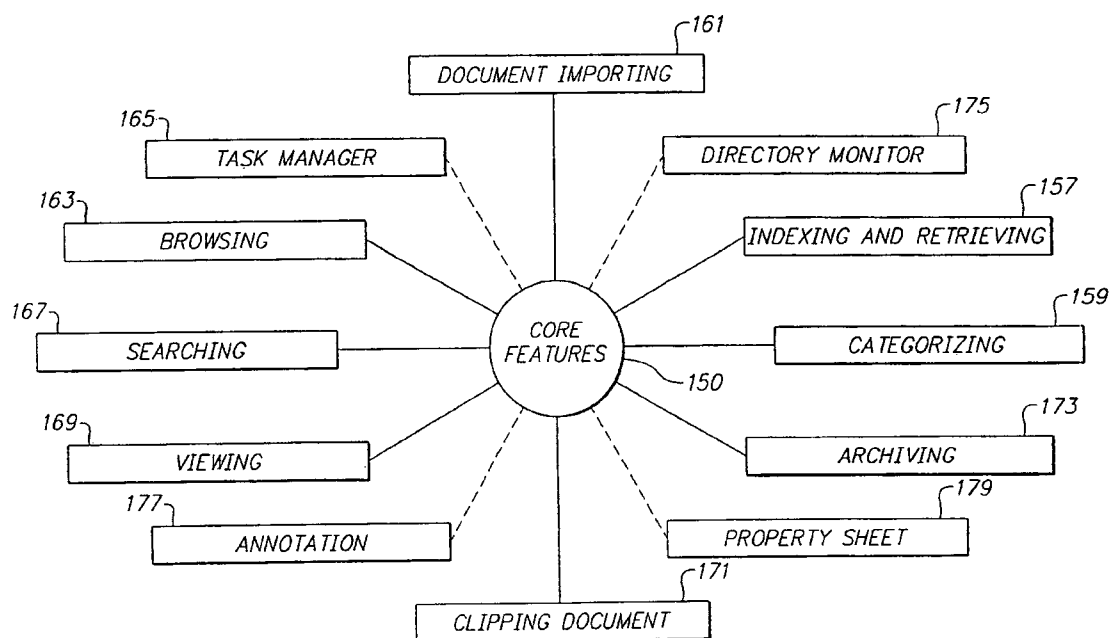 161
DOCUMENT IMPORTING
165
TASK MANAGER
175
DIRECTORY MONITOR
163
BROWSING
157
INDEXING AND RETRIEVING
167
SEARCHING
CORE
FEATURES
150
159
CATEGORIZING
169
VIEWING
173
ARCHIVING
177
ANNOTATION
179
PROPERTY SHEET
171
CLIPPING DOCUMENT